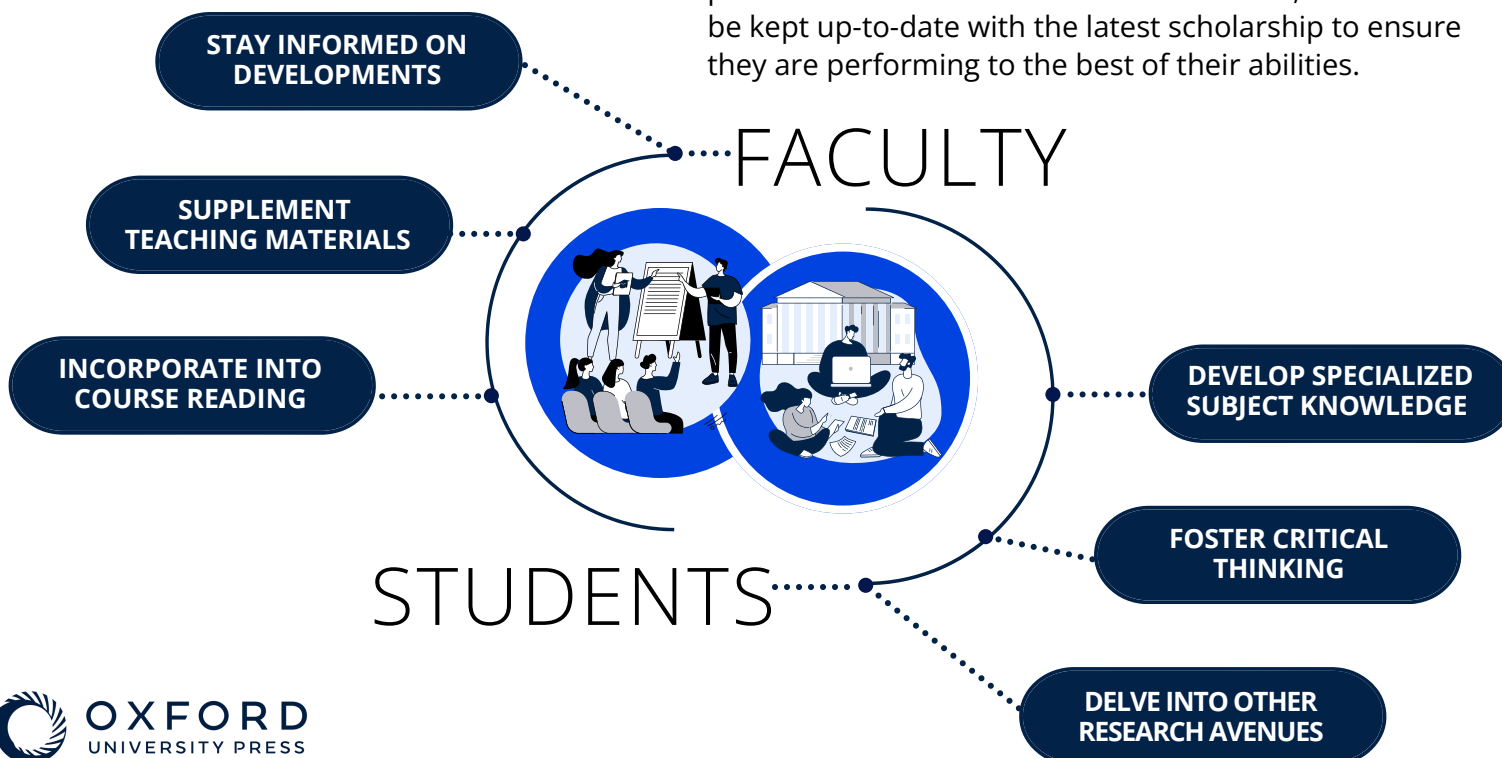 be kept up-to-date with the latest scholarship to ensure
they are performing to the best of their abilities.
STAY INFORMED ON
DEVELOPMENTS
FACULTY
SUPPLEMENT
TEACHING MATERIALS
INCORPORATE INTO
COURSE READING
DEVELOP SPECIALIZED
SUBJECT KNOWLEDGE
FOSTER CRITICAL
THINKING
STUDENTS
DELVE INTO OTHER
RESEARCH AVENUES
OXFORD
UNIVERSITY PRESS